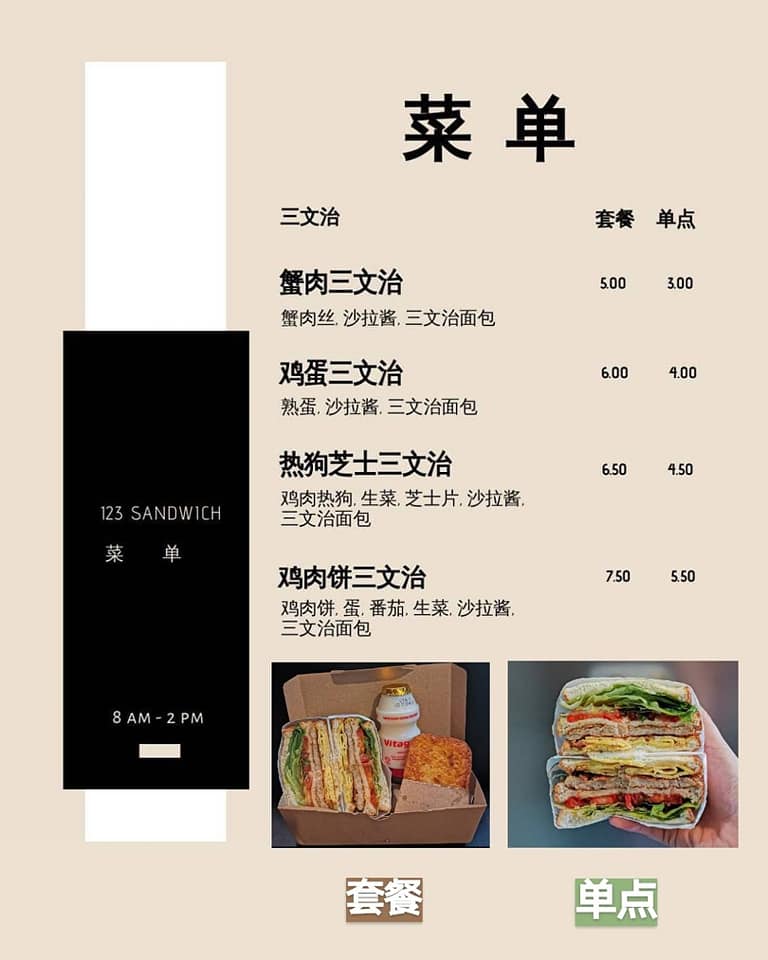 菜 单
三文治 套餐 单点
蟹肉三文治 5.00 3.00
蟹肉丝, 沙拉酱, 三文治面包
鸡蛋三文治 6.00 4.00
熟蛋, 沙拉酱, 三文治面包
热狗芝士三文治 6.50 4.50
鸡肉热狗, 生菜, 芝士片, 沙拉酱,
三文治面包
鸡肉饼三文治 7.50 5.50
鸡肉饼, 蛋, 番茄, 生菜, 沙拉酱,
三文治面包
123 SANDWICH
菜 单
8 AM - 2 PM
Vitag
套餐
单点